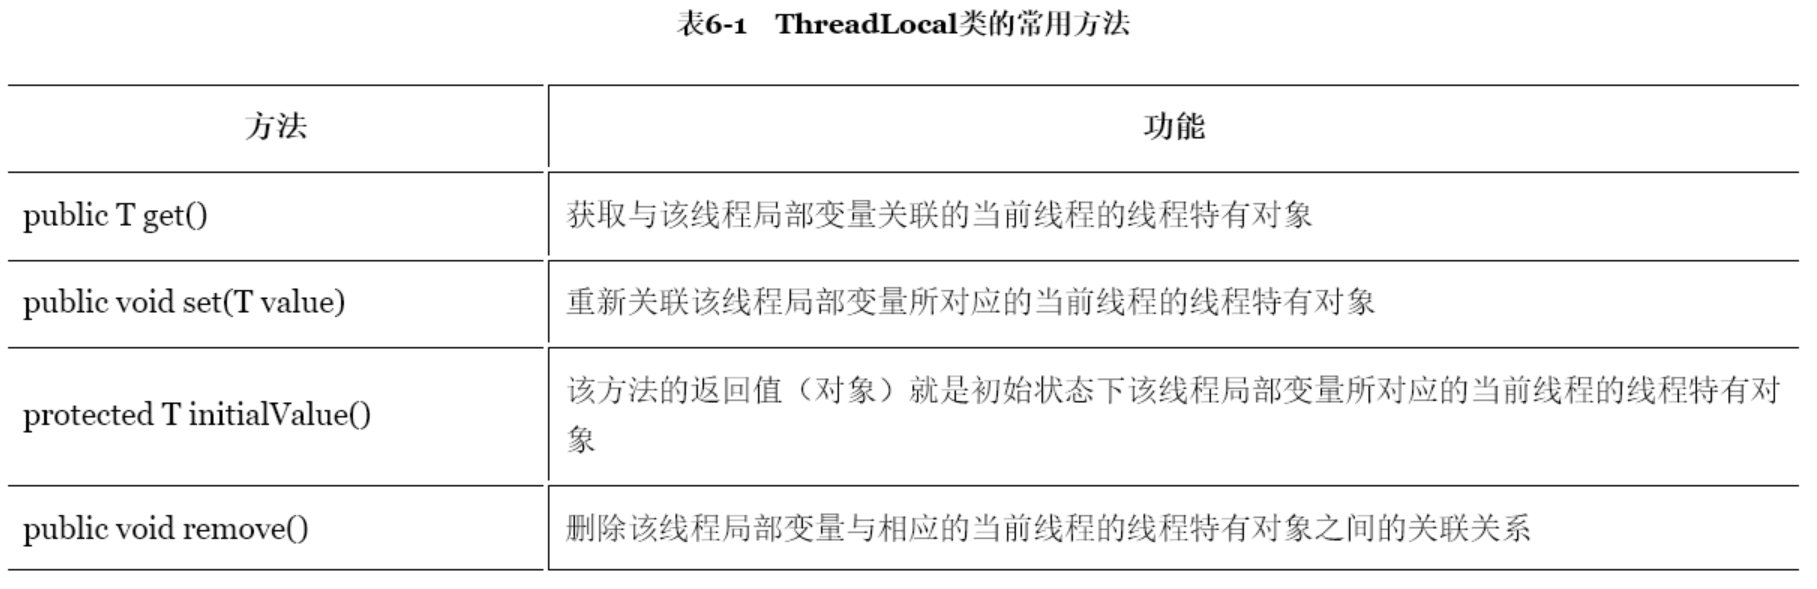 表6-1 ThreadLocal类的常用方法
方法 功能
public T get() 获取与该线程局部变量关联的当前线程的线程特有对象
public void set(T value) 重新关联该线程局部变量所对应的当前线程的线程特有对象
protected T initialValue() 该方法的返回值（对象）就是初始状态下该线程局部变量所对应的当前线程的线程特有对
象
public void remove() 删除该线程局部变量与相应的当前线程的线程特有对象之间的关联关系